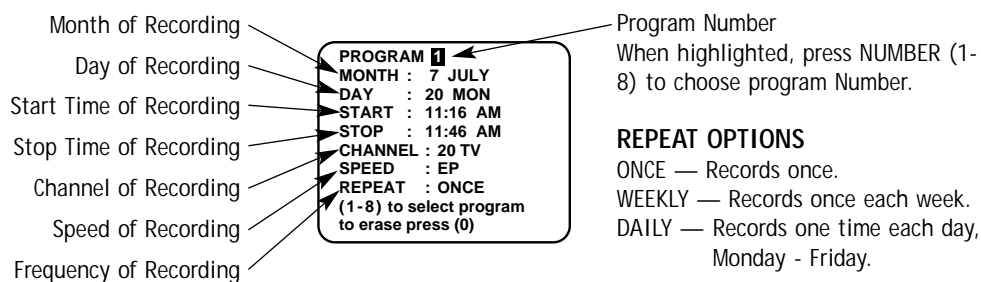 Month of Recording
Day of Recording
Start Time of Recording
Stop Time of Recording
Channel of Recording
Speed of Recording
Frequency of Recording
PROGRAM 1
MONTH : 7 JULY
DAY : 20 MON
START : 11:16 AM
STOP : 11:46 AM
CHANNEL : 20 TV
SPEED : EP
REPEAT : ONCE
(1-8) to select program
to erase press (0)
Program Number
When highlighted, press NUMBER (1-
8) to choose program Number.
REPEAT OPTIONS
ONCE — Records once.
WEEKLY — Records once each week.
DAILY — Records one time each day,
Monday - Friday.